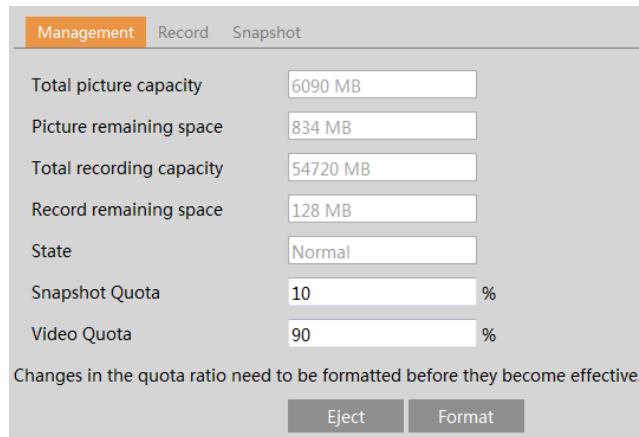 Management Record Snapshot
Total picture capacity 6090 MB
Picture remaining space 834 MB
Total recording capacity 54720 MB
Record remaining space 128 MB
State Normal
Snapshot Quota 10 %
Video Quota 90 %
Changes in the quota ratio need to be formatted before they become effective.
Eject Format